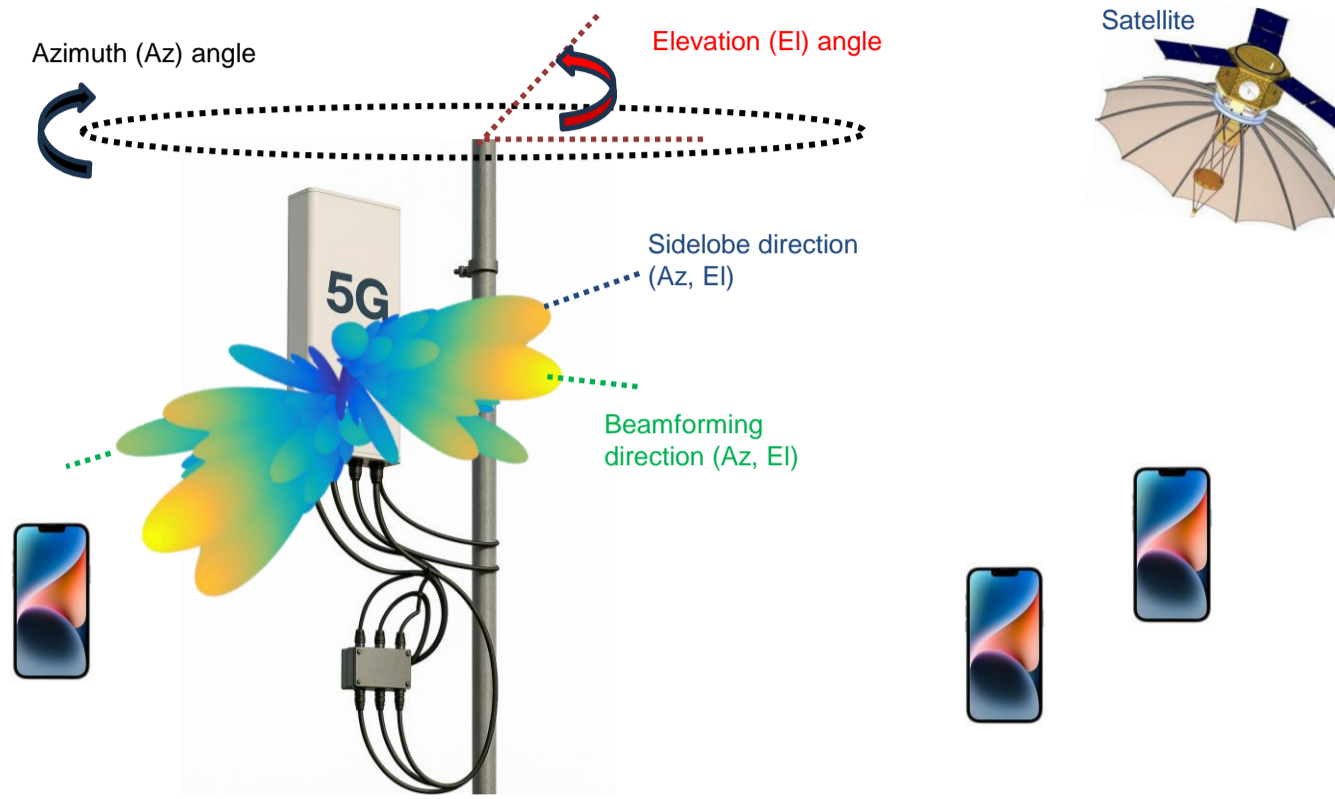 Satellite
Elevation (El) angle
Azimuth (Az) angle
Sidelobe direction
(Az, El)
5G
Beamforming
direction (Az, El)